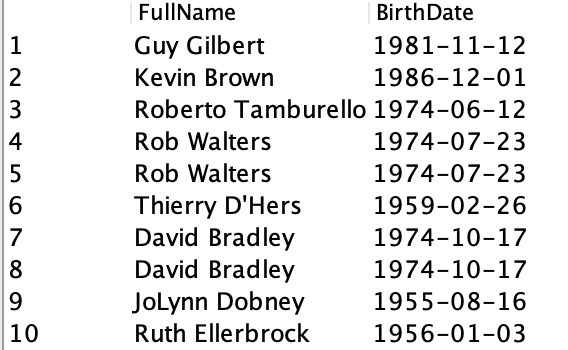 FullName BirthDate
1 Guy Gilbert 1981-11-12
2 Kevin Brown 1986-12-01
3 Roberto Tamburello 1974-06-12
4 Rob Walters 1974-07-23
5 Rob Walters 1974-07-23
6 Thierry D'Hers 1959-02-26
7 David Bradley 1974-10-17
8 David Bradley 1974-10-17
9 JoLynn Dobney 1955-08-16
10 Ruth Ellerbrock 1956-01-03